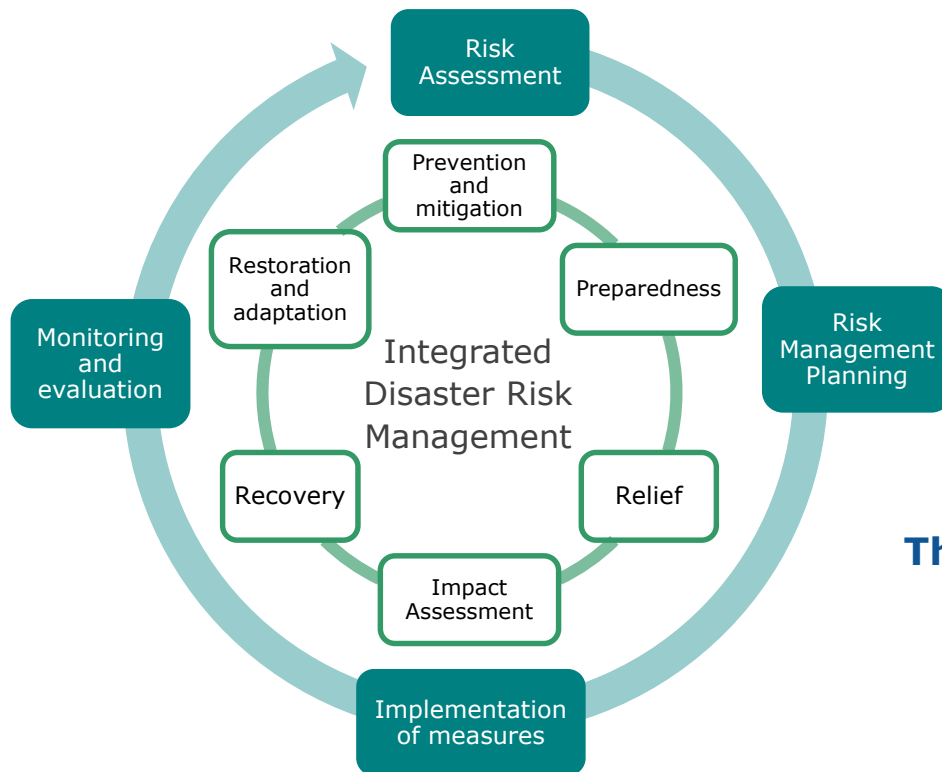 Risk
Assessment
Prevention
and
mitigation
Restoration
and
adaptation
Preparedness
Monitoring
and
evaluation
Integrated
Disaster Risk
Management
Risk
Management
Planning
Recovery
Relief
Th
Impact
Assessment
Implementation
of measures